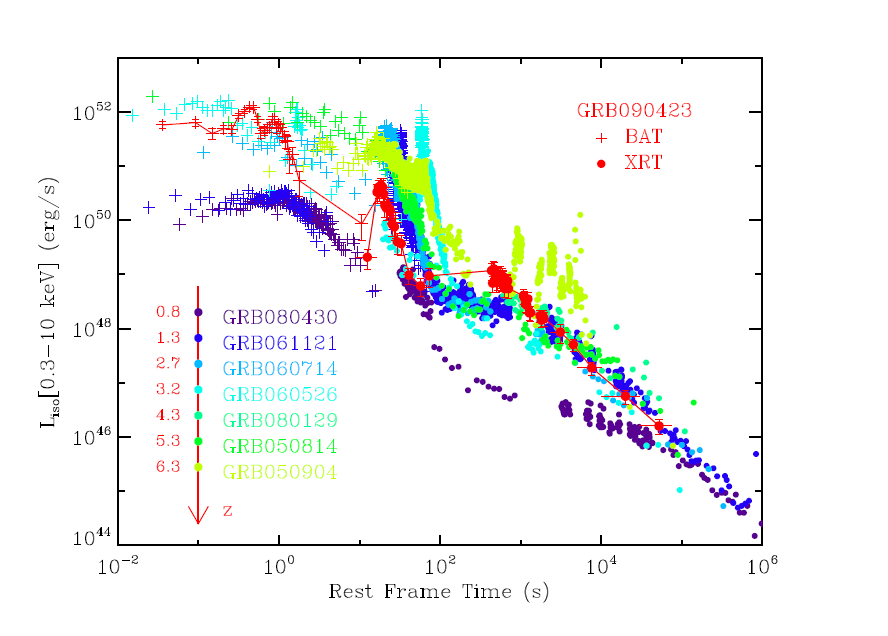 GRB090423
BAT
XRT
10^52
10^50
10^48
10^46
10^44
L_iso[0.3-10 keV] (erg/s)
0.8 GRB080430
1.3 GRB061121
2.7 GRB060714
3.2 GRB060526
4.3 GRB080129
5.3 GRB050814
6.3 GRB050904
z
10^-2 10^0 10^2 10^4 10^6
Rest Frame Time (s)